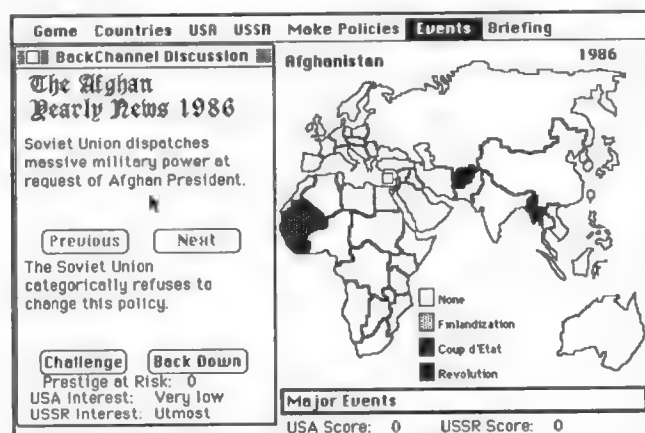 Game Countries USA USSR Make Policies Events Briefing
BackChannel Discussion
The Afghan
Yearly News 1986
Soviet Union dispatches
massive military power at
request of Afghan President.
Previous Next
The Soviet Union
categorically refuses to
change this policy.
Challenge Back Down
Prestige at Risk: 0
USA Interest: Very low
USSR Interest: Utmost
Afghanistan 1986
None
Finlandization
Coup d'Etat
Revolution
Major Events
USA Score: 0 USSR Score: 0